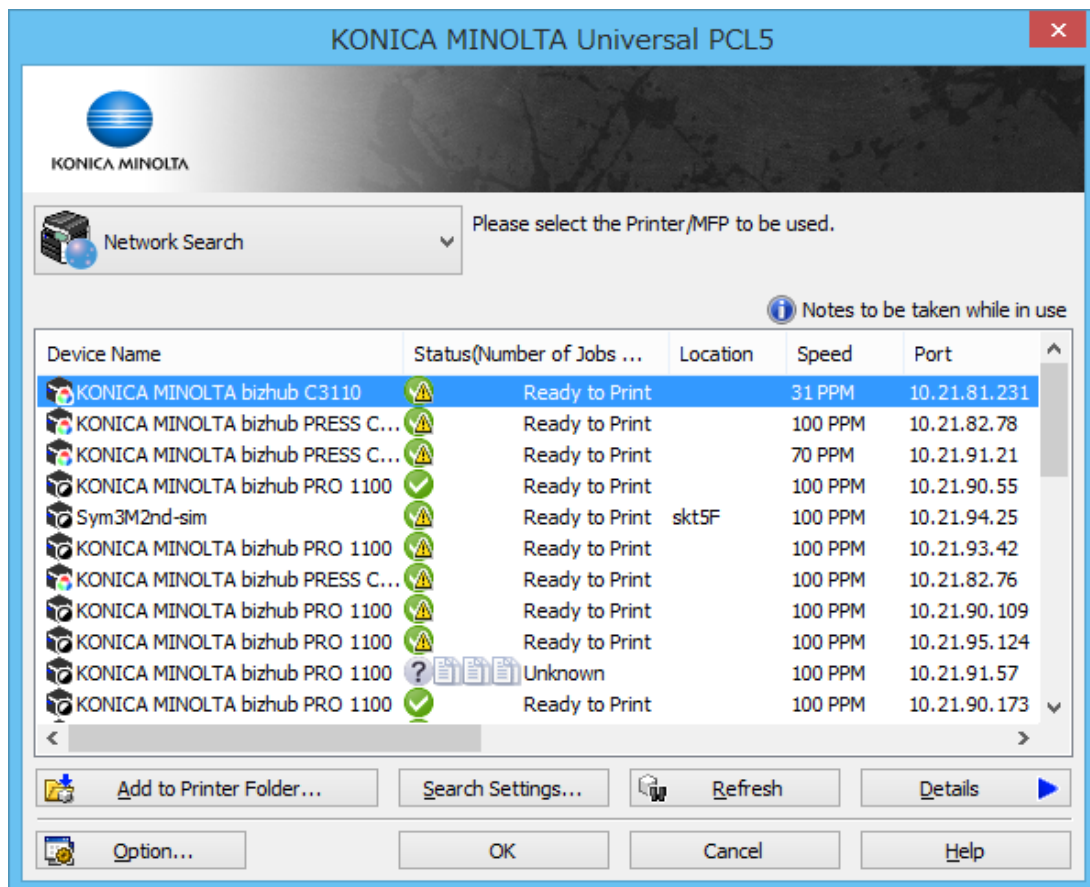 KONICA MINOLTA Universal PCL5
KONICA MINOLTA
Network Search
Please select the Printer/MFP to be used.
Notes to be taken while in use
Device Name Status(Number of Jobs ... Location Speed Port
KONICA MINOLTA bizhub C3110 Ready to Print 31 PPM 10.21.81.231
KONICA MINOLTA bizhub PRESS C... Ready to Print 100 PPM 10.21.82.78
KONICA MINOLTA bizhub PRESS C... Ready to Print 70 PPM 10.21.91.21
KONICA MINOLTA bizhub PRO 1100 Ready to Print 100 PPM 10.21.90.55
Sym3M2nd-sim Ready to Print skt5F 100 PPM 10.21.94.25
KONICA MINOLTA bizhub PRO 1100 Ready to Print 100 PPM 10.21.93.42
KONICA MINOLTA bizhub PRESS C... Ready to Print 100 PPM 10.21.82.76
KONICA MINOLTA bizhub PRO 1100 Ready to Print 100 PPM 10.21.90.109
KONICA MINOLTA bizhub PRO 1100 Ready to Print 100 PPM 10.21.95.124
KONICA MINOLTA bizhub PRO 1100 Unknown 100 PPM 10.21.91.57
KONICA MINOLTA bizhub PRO 1100 Ready to Print 100 PPM 10.21.90.173
Add to Printer Folder... Search Settings... Refresh Details
Option... OK Cancel Help